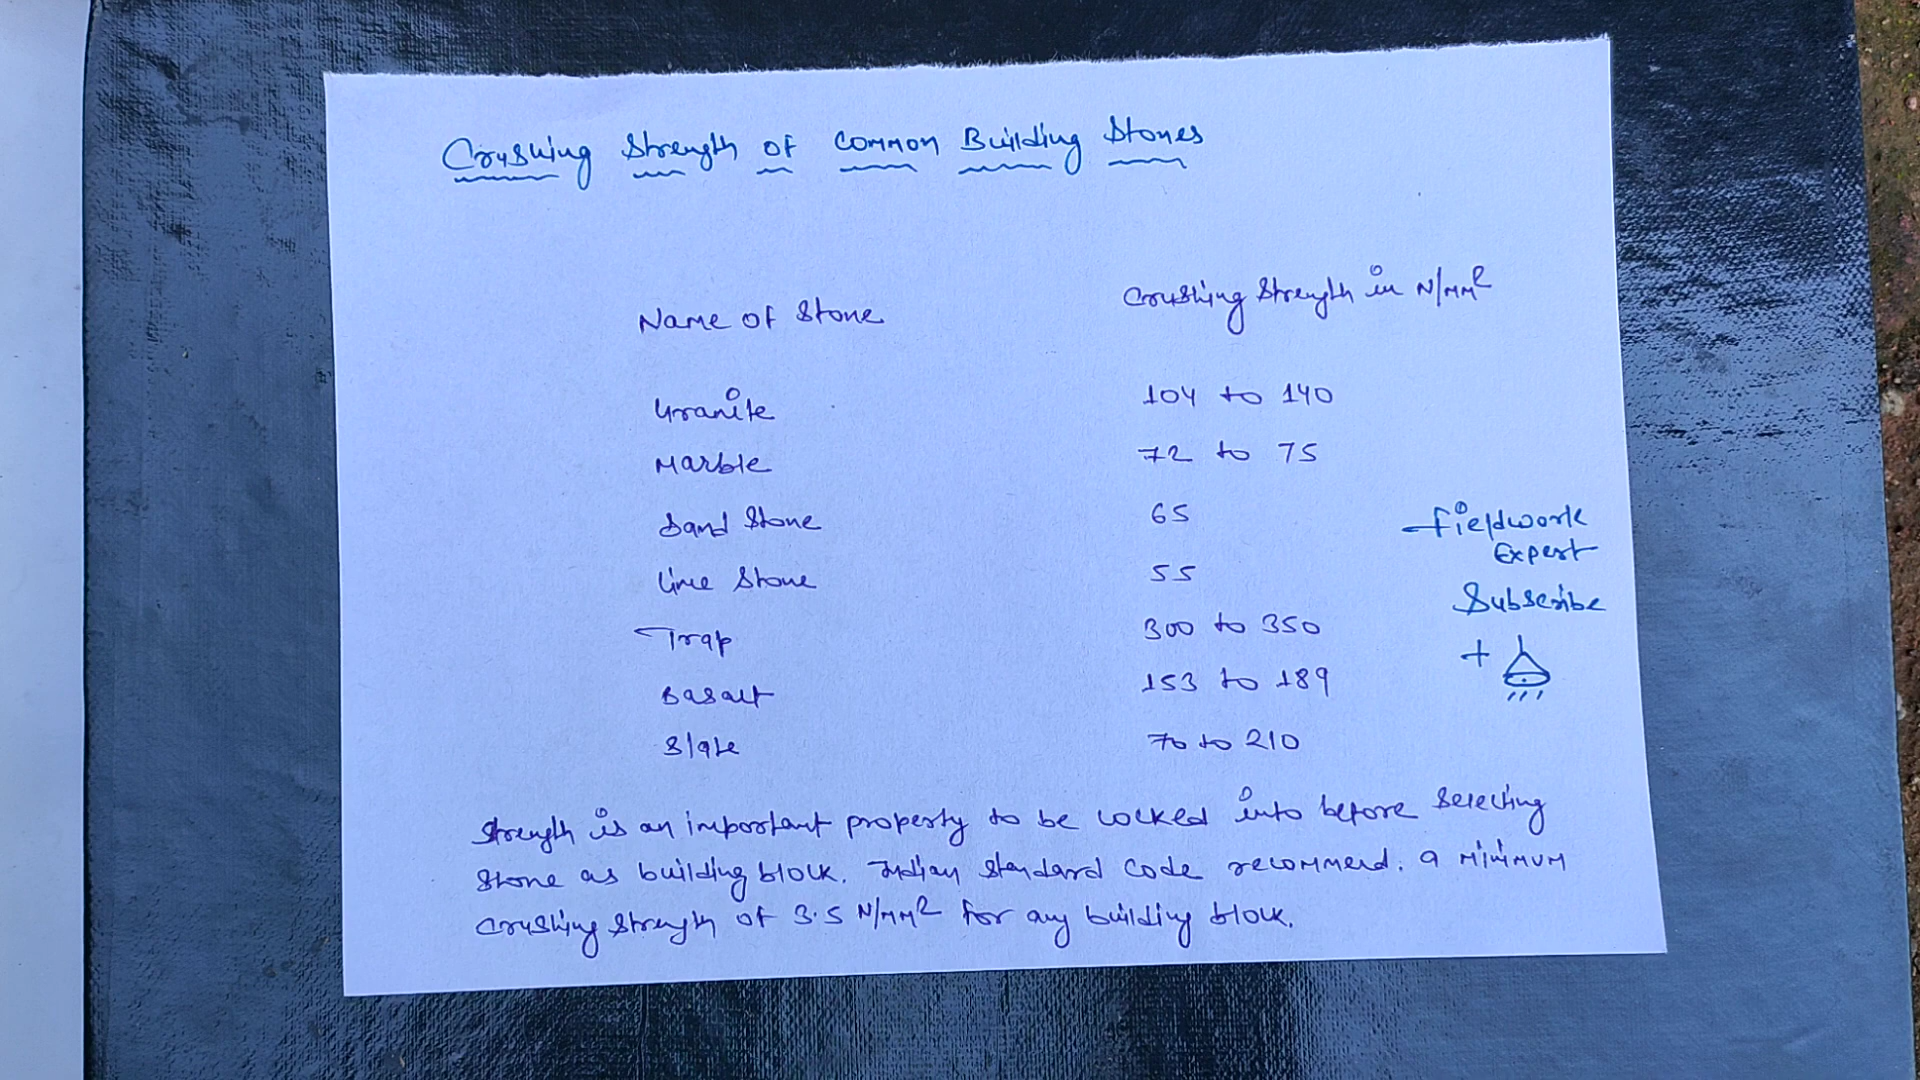 Crushing Strength of Common Building Stones
Name of Stone    Crushing Strength in N/mm²
Granite    104 to 140
Marble    72 to 75
Sand Stone    65
Lime Stone    55
Trap    300 to 350
Basalt    153 to 189
Slate    70 to 210
Fieldwork
Expert
Subscribe
+
Strength is an important property to be looked into before selecting
Stone as building block. Indian Standard Code recommend. a minimum
crushing strength of 3.5 N/mm² for any building block.